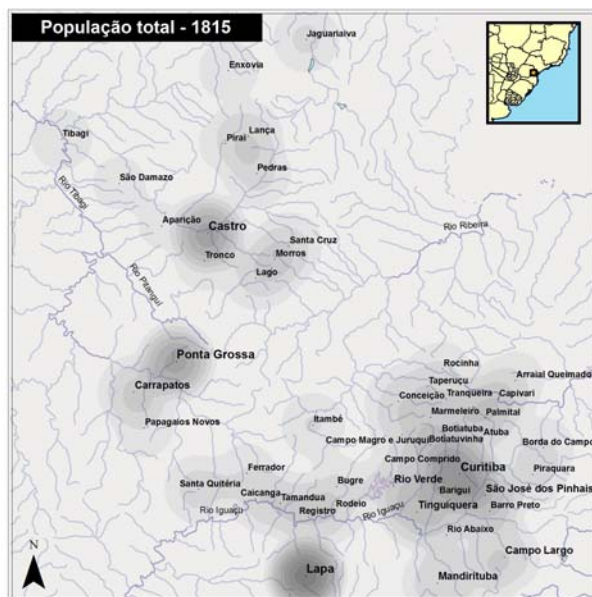 População total - 1815
Jaguariaiva
Enxovia
Tibagi
Lança
Piraí
Pedras
São Damazo
Rio Tibagi
Aparição
Castro
Rio Ribeira
Santa Cruz
Tronco
Morros
Lago
Rio Pitangui
Ponta Grossa
Rocinha
Carrapatos
Taperuçu
Arraial Queimado
Conceição
Tranqueira
Capivari
Marmeleiro
Palmital
Papagaios Novos
Itambé
Botiatuba
Atuba
Campo Magro e Juruqui
Botiatuvinha
Borda do Campo
Campo Comprido
Curitiba
Ferrador
Piraquara
Santa Quitéria
Bugre
Rio Verde
Caicanga
Tamandua
Barigui
São José dos Pinhais
Rio Iguaçu
Registro
Rodeio
Rio Iguaçu
Tinguiquera
Barro Preto
Rio Abaixo
N
Campo Largo
Lapa
Mandirituba